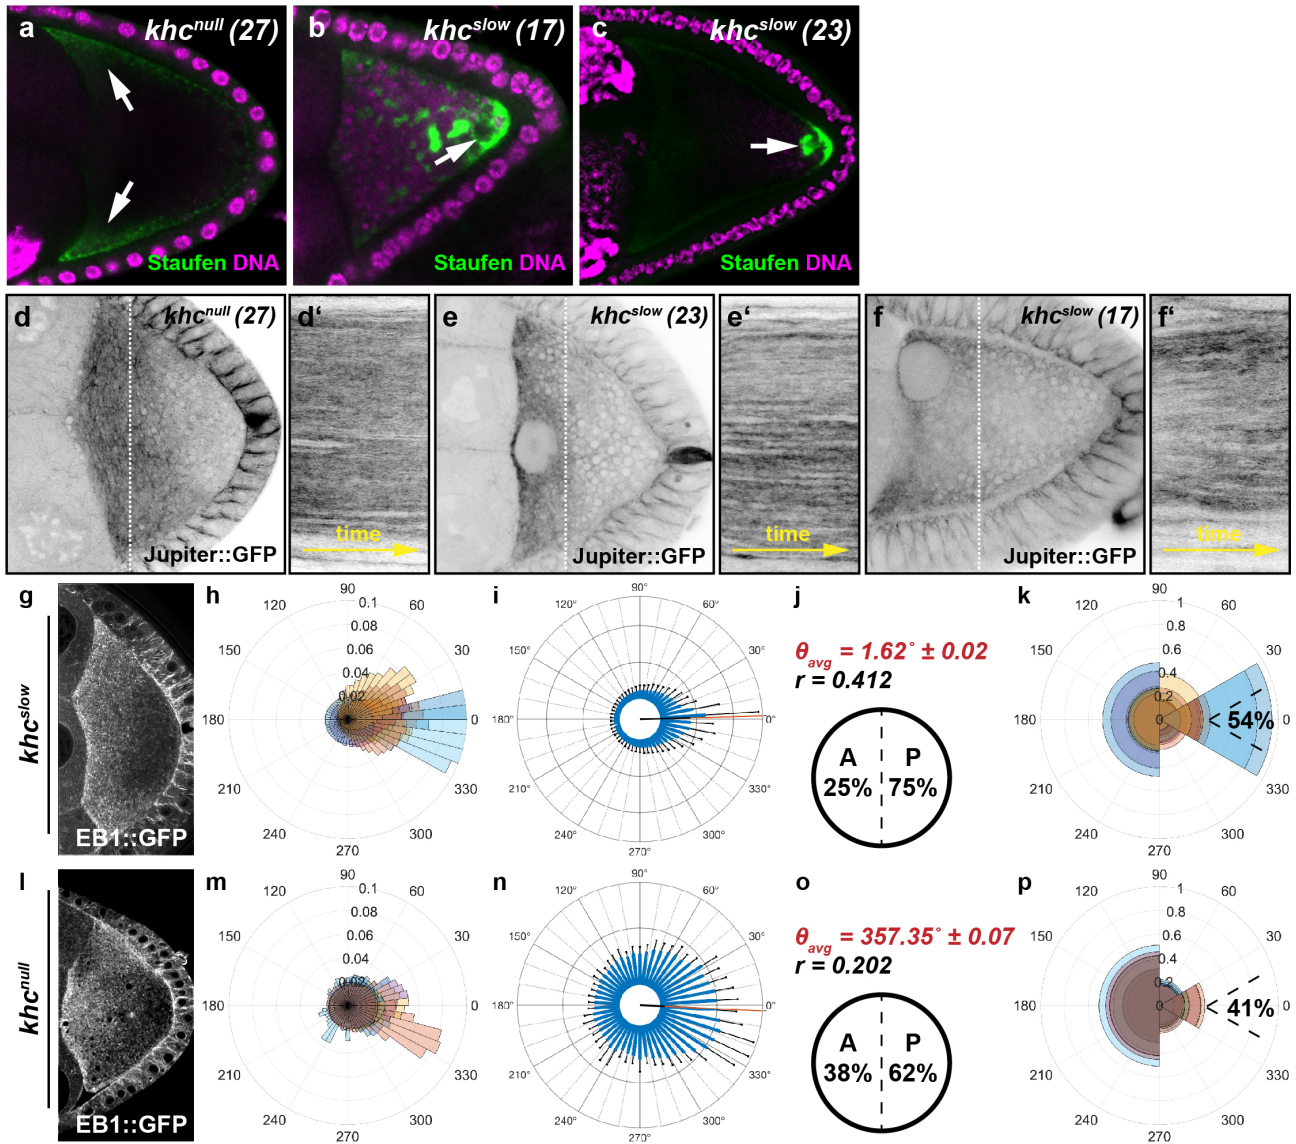 a khc^null (27)
Staufen DNA
b khc^slow (17)
Staufen DNA
c khc^slow (23)
Staufen DNA
d khc^null (27)
Jupiter::GFP
d'
time
e khc^slow (23)
Jupiter::GFP
e'
time
f khc^slow (17)
Jupiter::GFP
f'
time
g
khc^slow
EB1::GFP
h
90
120 0.1 60
0.08
150 0.06 30
0.04
0.02
180 0
210 330
240 300
270
i
90°
120° 60°
150° 30°
180° 0°
210° 330°
240° 300°
270°
j
θ_avg = 1.62° ± 0.02
r = 0.412
A P
25% 75%
k
90
120 1 60
0.8
150 0.6 30
0.4
0.2
180 0 54% 0
210 330
240 300
270
l
khc^null
EB1::GFP
m
90
120 0.1 60
0.08
150 0.06 30
0.04
0.02
180 0
210 330
240 300
270
n
90°
120° 60°
150° 30°
180° 0°
210° 330°
240° 300°
270°
o
θ_avg = 357.35° ± 0.07
r = 0.202
A P
38% 62%
p
90
120 1 60
0.8
150 0.6 30
0.4
0.2
180 0 41% 0
210 330
240 300
270